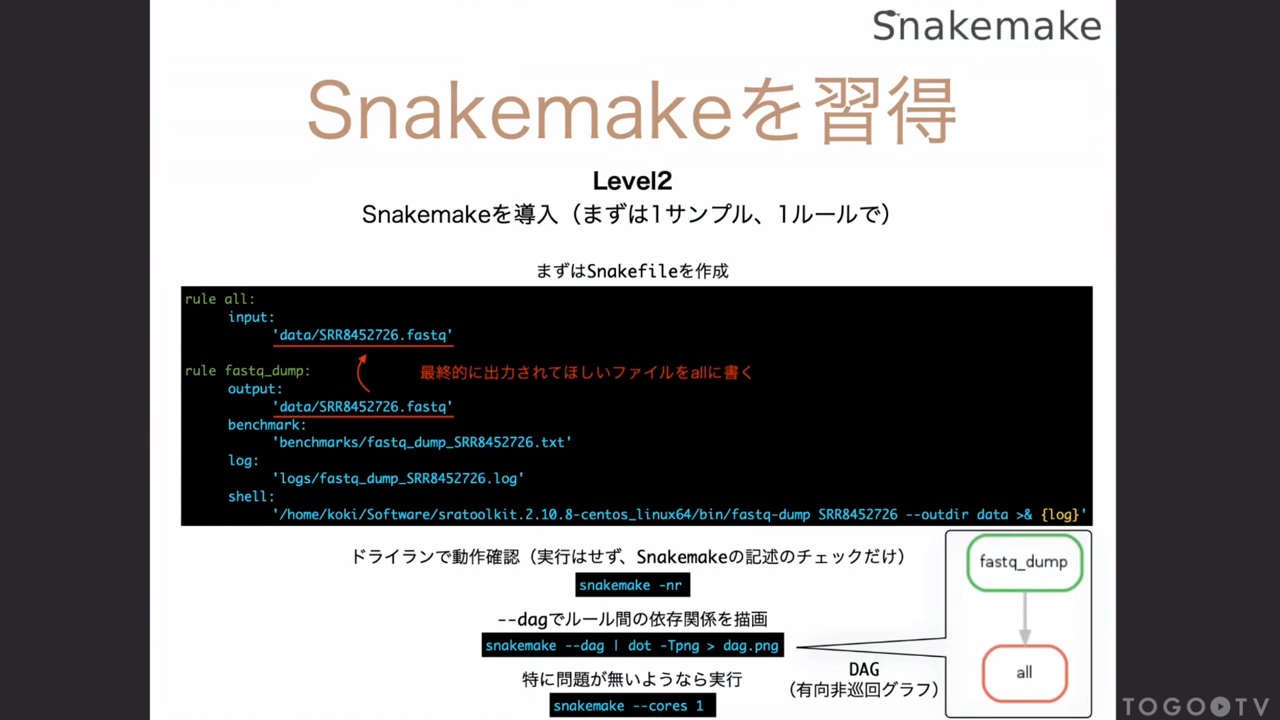 Snakemake
Snakemakeを習得
Level2
Snakemakeを導入（まずは1サンプル、1ルールで）
まずはSnakefileを作成
rule all:
input:
'data/SRR8452726.fastq'
rule fastq_dump:
最終的に出力されてほしいファイルをallに書く
output:
'data/SRR8452726.fastq'
benchmark:
'benchmarks/fastq_dump_SRR8452726.txt'
log:
'logs/fastq_dump_SRR8452726.log'
shell:
'/home/koki/Software/sratoolkit.2.10.8-centos_linux64/bin/fastq-dump SRR8452726 --outdir data >& {log}'
ドライランで動作確認（実行はせず、Snakemakeの記述のチェックだけ）
snakemake -nr
--dagでルール間の依存関係を描画
snakemake --dag | dot -Tpng > dag.png
特に問題が無いようなら実行
snakemake --cores 1
fastq_dump
all
DAG
（有向非巡回グラフ）
TOGO TV